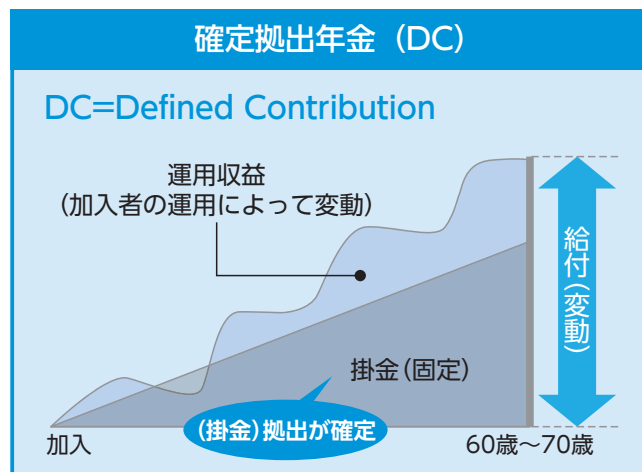 確定拠出年金（DC）
DC=Defined Contribution
運用収益
（加入者の運用によって変動）
給付（変動）
掛金（固定）
（掛金）拠出が確定
加入
60歳～70歳